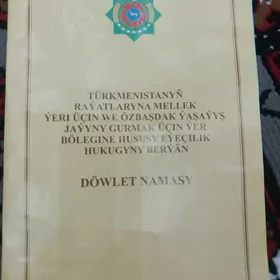 TÜRKMENISTANYŇ
RAÝATLARYNA MELLEK
ÝERI ÜÇIN WE ÖZBAŞDAK ÝAŞAÝYŞ
JAÝYNY GURMAK ÜÇIN ÝER
BÖLEGINE HUSUSY EÝEÇILIK
HUKUGYNY BERÝÄN
DÖWLET NAMASY